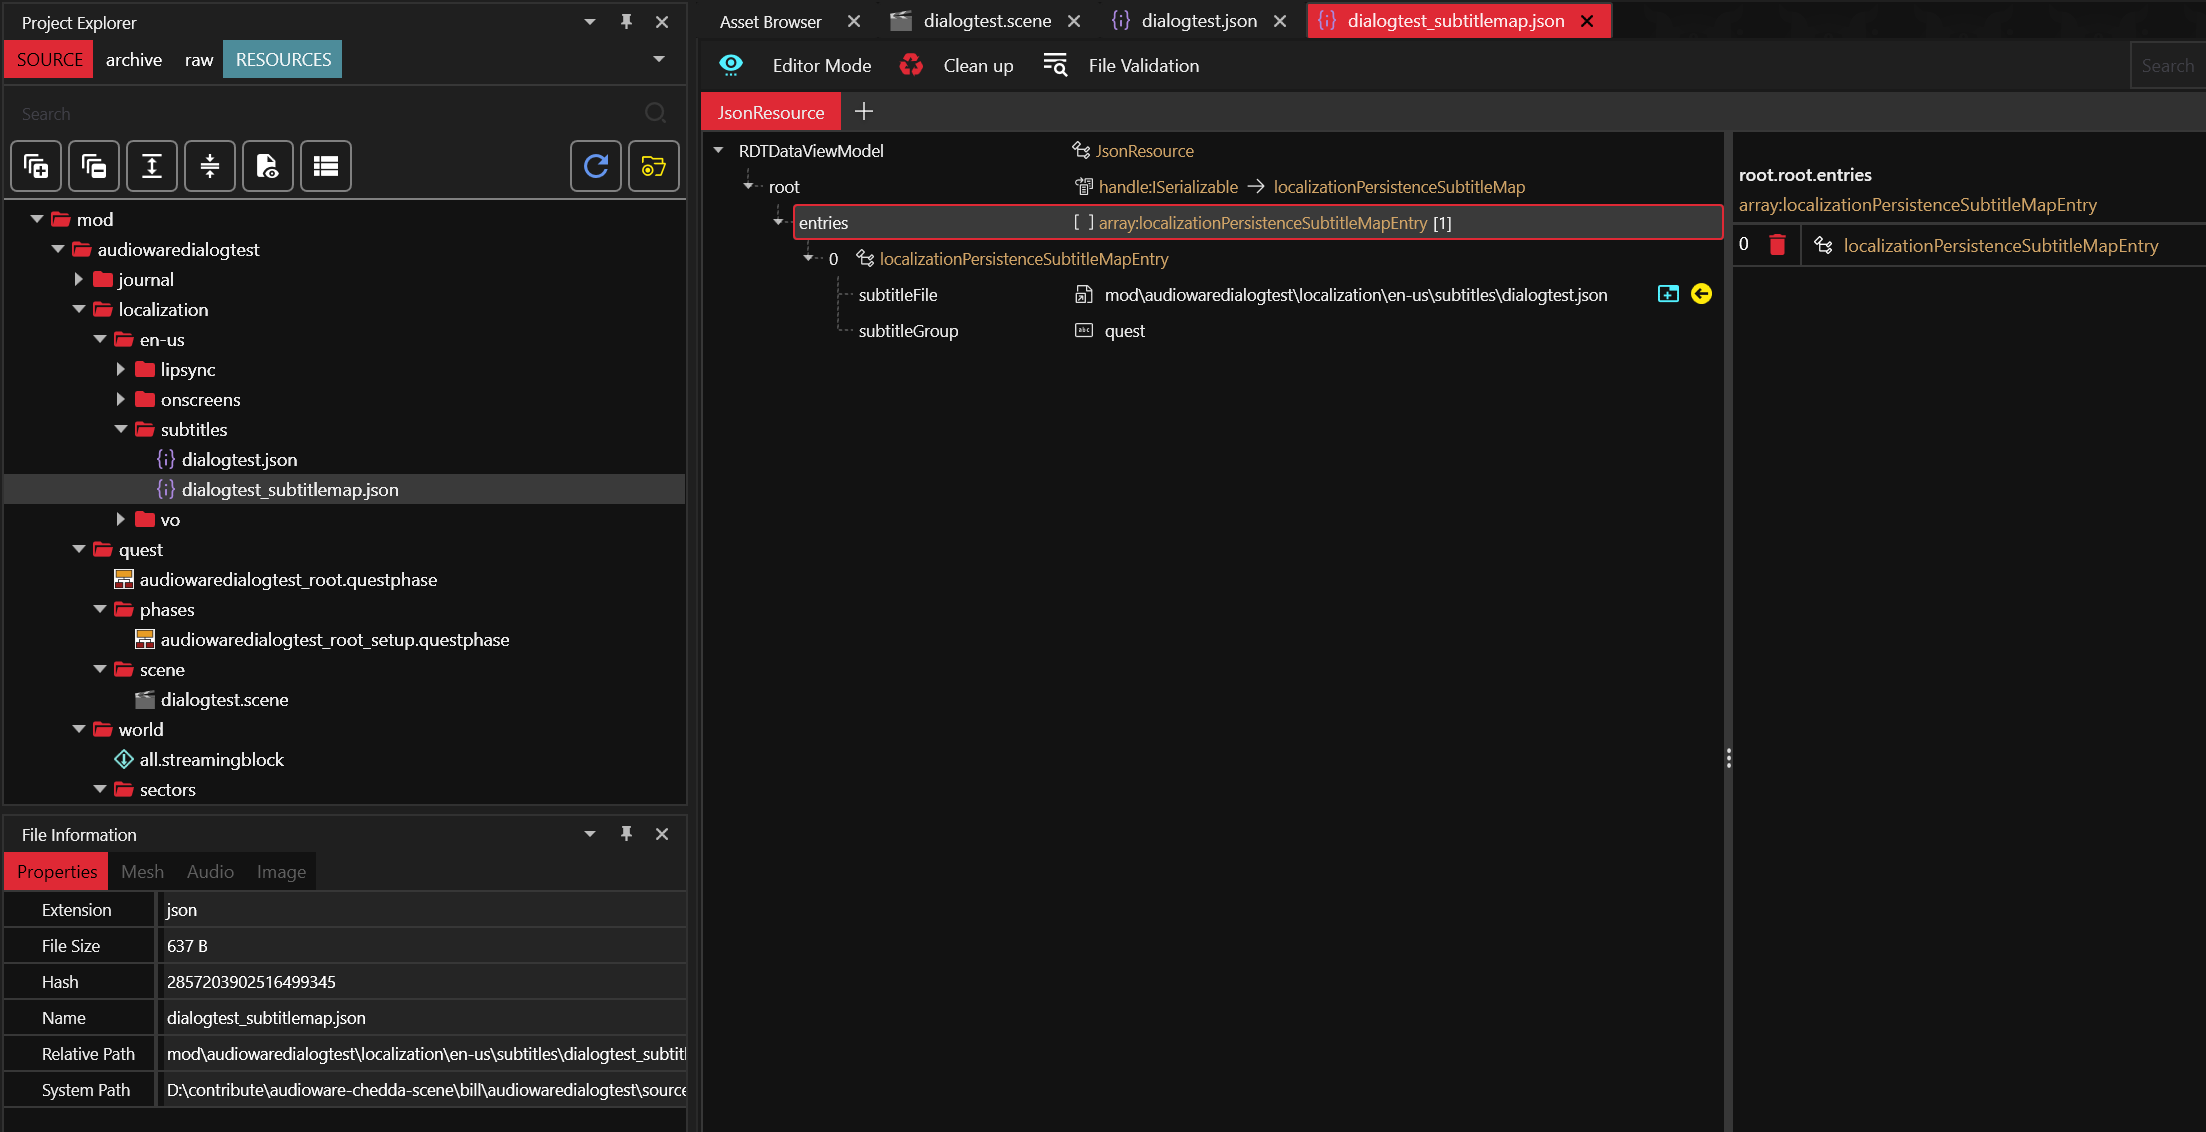 Project Explorer
SOURCE archive raw RESOURCES
Search
mod
audiowaredialogtest
journal
localization
en-us
lipsync
onscreens
subtitles
dialogtest.json
dialogtest_subtitlemap.json
vo
quest
audiowaredialogtest_root.questphase
phases
audiowaredialogtest_root_setup.questphase
scene
dialogtest.scene
world
all.streamingblock
sectors
File Information
Properties Mesh Audio Image
Extension json
File Size 637 B
Hash 2857203902516499345
Name dialogtest_subtitlemap.json
Relative Path mod\audiowaredialogtest\localization\en-us\subtitles\dialogtest_subtitl
System Path D:\contribute\audioware-chedda-scene\bill\audiowaredialogtest\source
Asset Browser dialogtest.scene dialogtest.json dialogtest_subtitlemap.json
Editor Mode Clean up File Validation Search
JsonResource
RDTDataViewModel JsonResource
root handle:ISerializable → localizationPersistenceSubtitleMap
entries [ ] array:localizationPersistenceSubtitleMapEntry [1]
0 localizationPersistenceSubtitleMapEntry
subtitleFile mod\audiowaredialogtest\localization\en-us\subtitles\dialogtest.json
subtitleGroup abc quest
root.root.entries
array:localizationPersistenceSubtitleMapEntry
0 localizationPersistenceSubtitleMapEntry